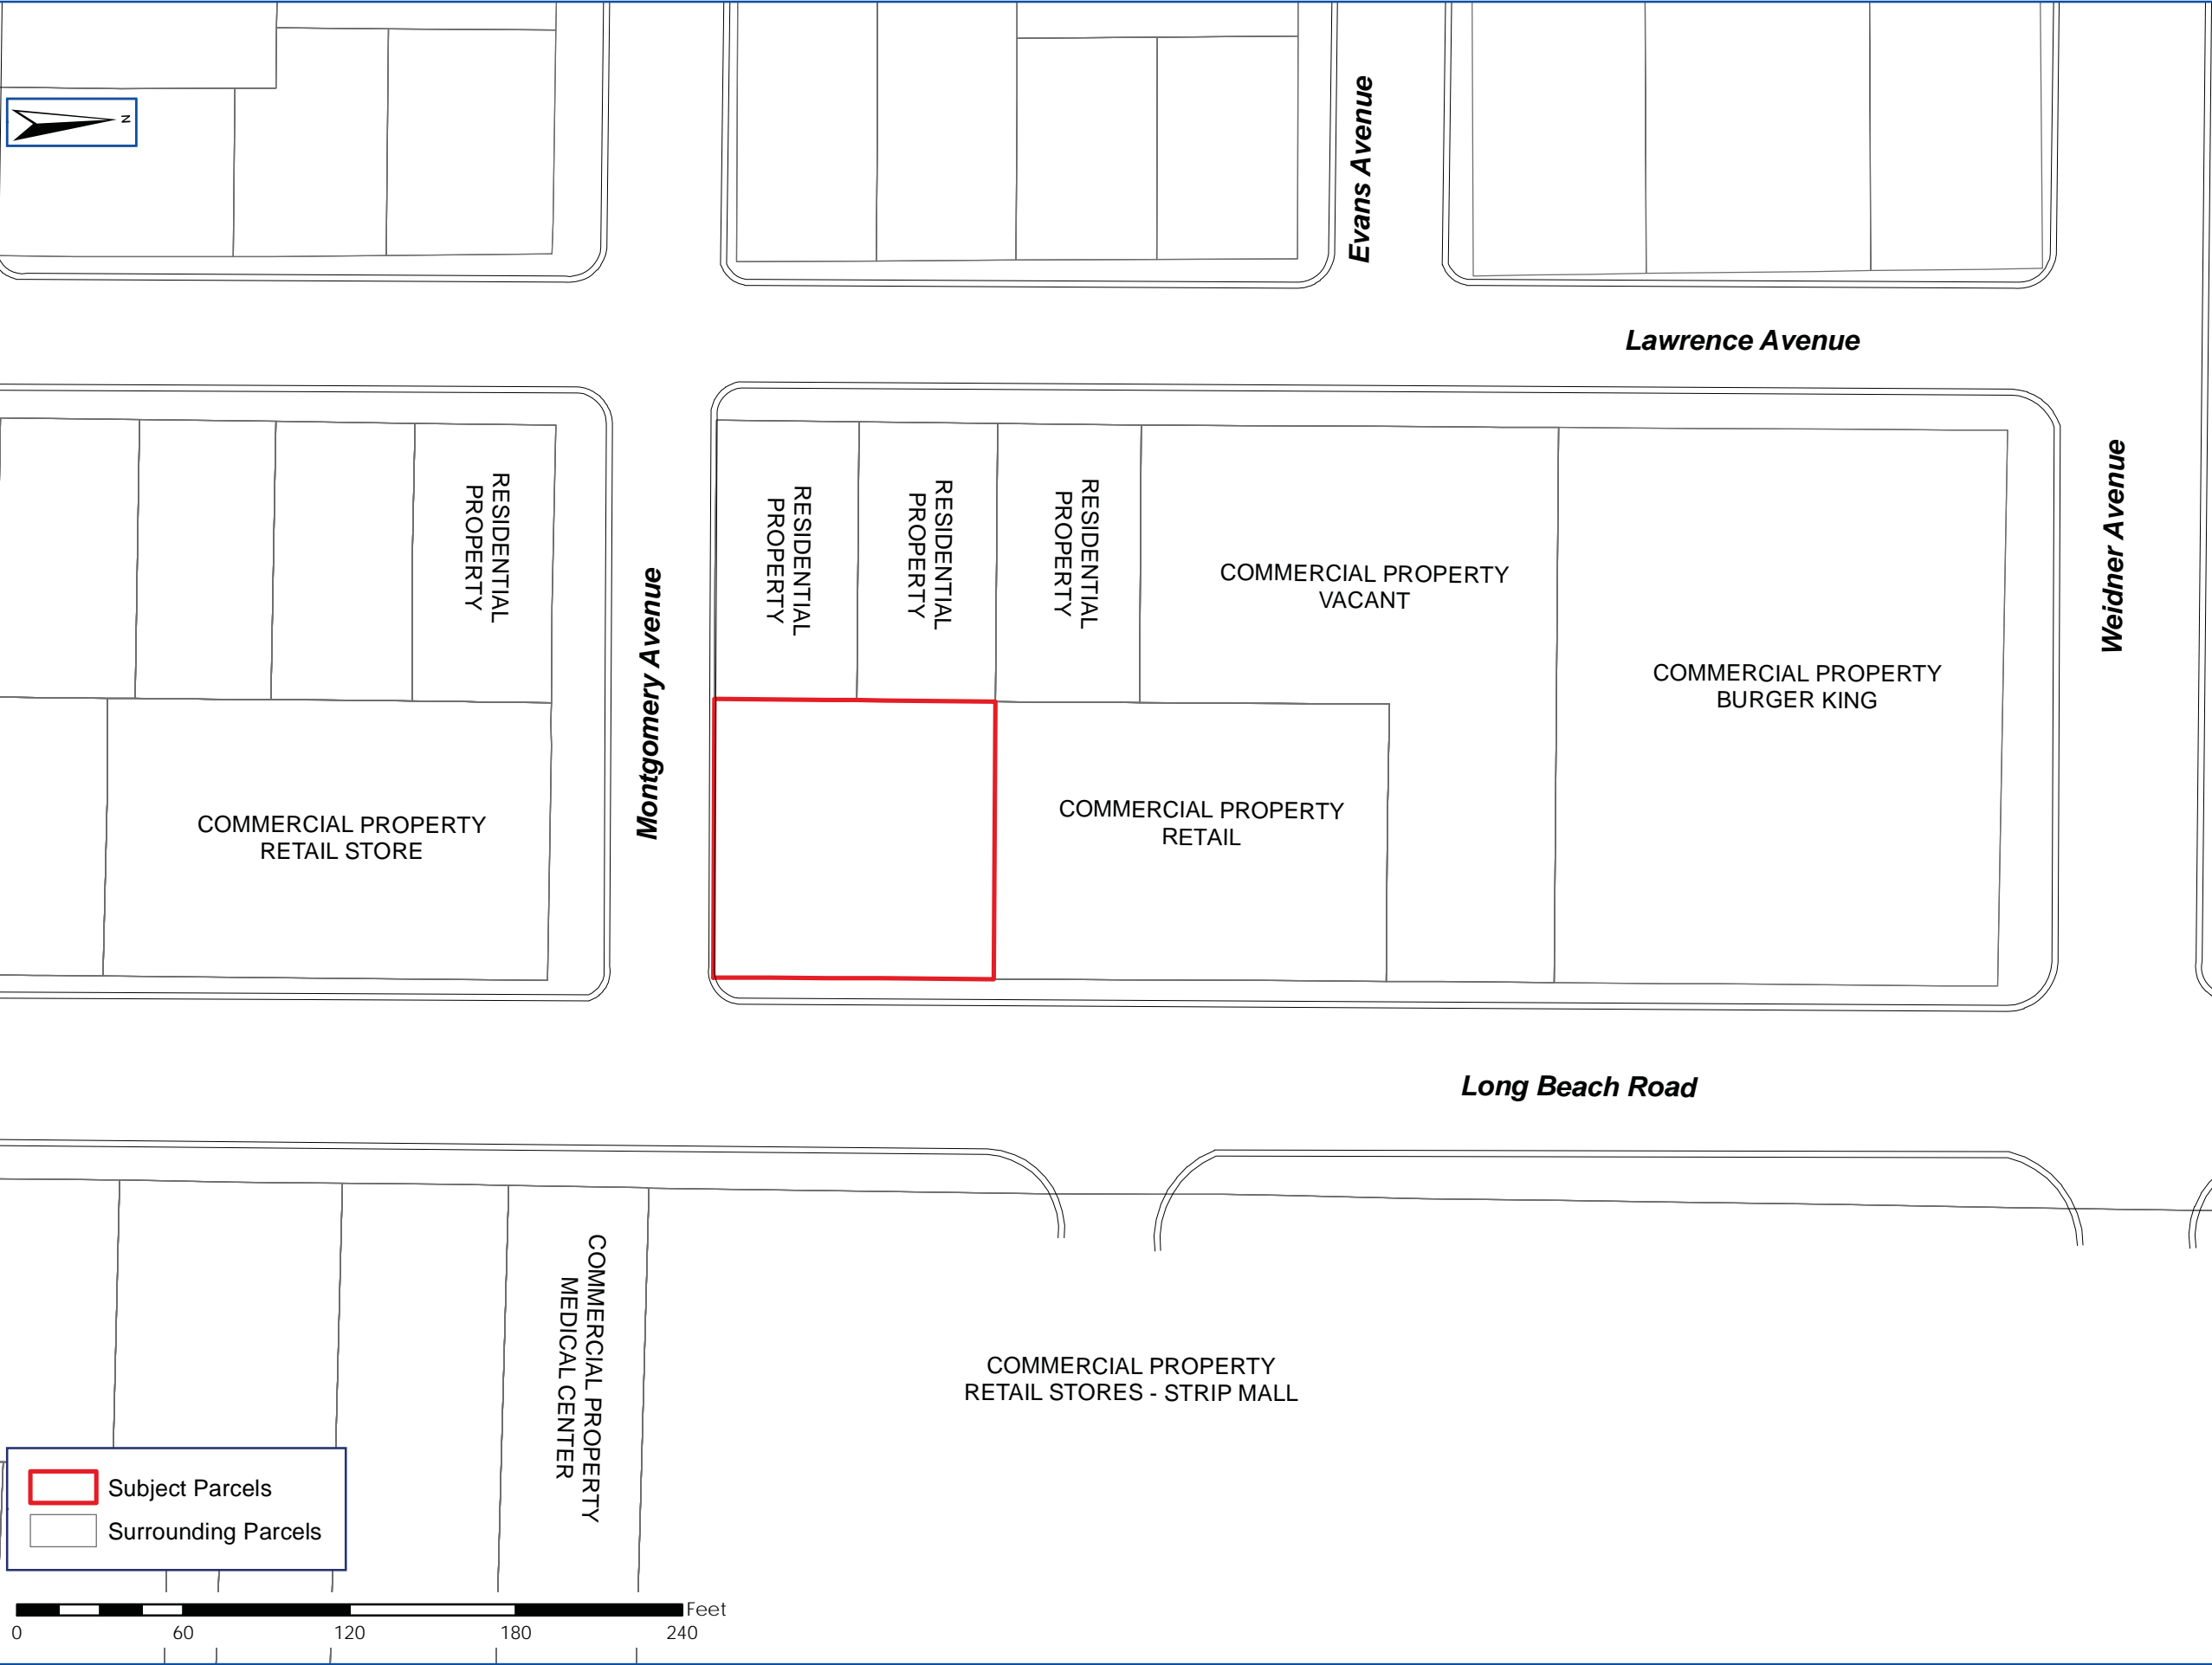 N
Evans Avenue
Lawrence Avenue
Weidner Avenue
Montgomery Avenue
RESIDENTIAL
PROPERTY
RESIDENTIAL
PROPERTY
RESIDENTIAL
PROPERTY
RESIDENTIAL
PROPERTY
COMMERCIAL PROPERTY
VACANT
COMMERCIAL PROPERTY
BURGER KING
COMMERCIAL PROPERTY
RETAIL STORE
COMMERCIAL PROPERTY
RETAIL
Long Beach Road
COMMERCIAL PROPERTY
MEDICAL CENTER
COMMERCIAL PROPERTY
RETAIL STORES - STRIP MALL
Subject Parcels
Surrounding Parcels
Feet
0 60 120 180 240